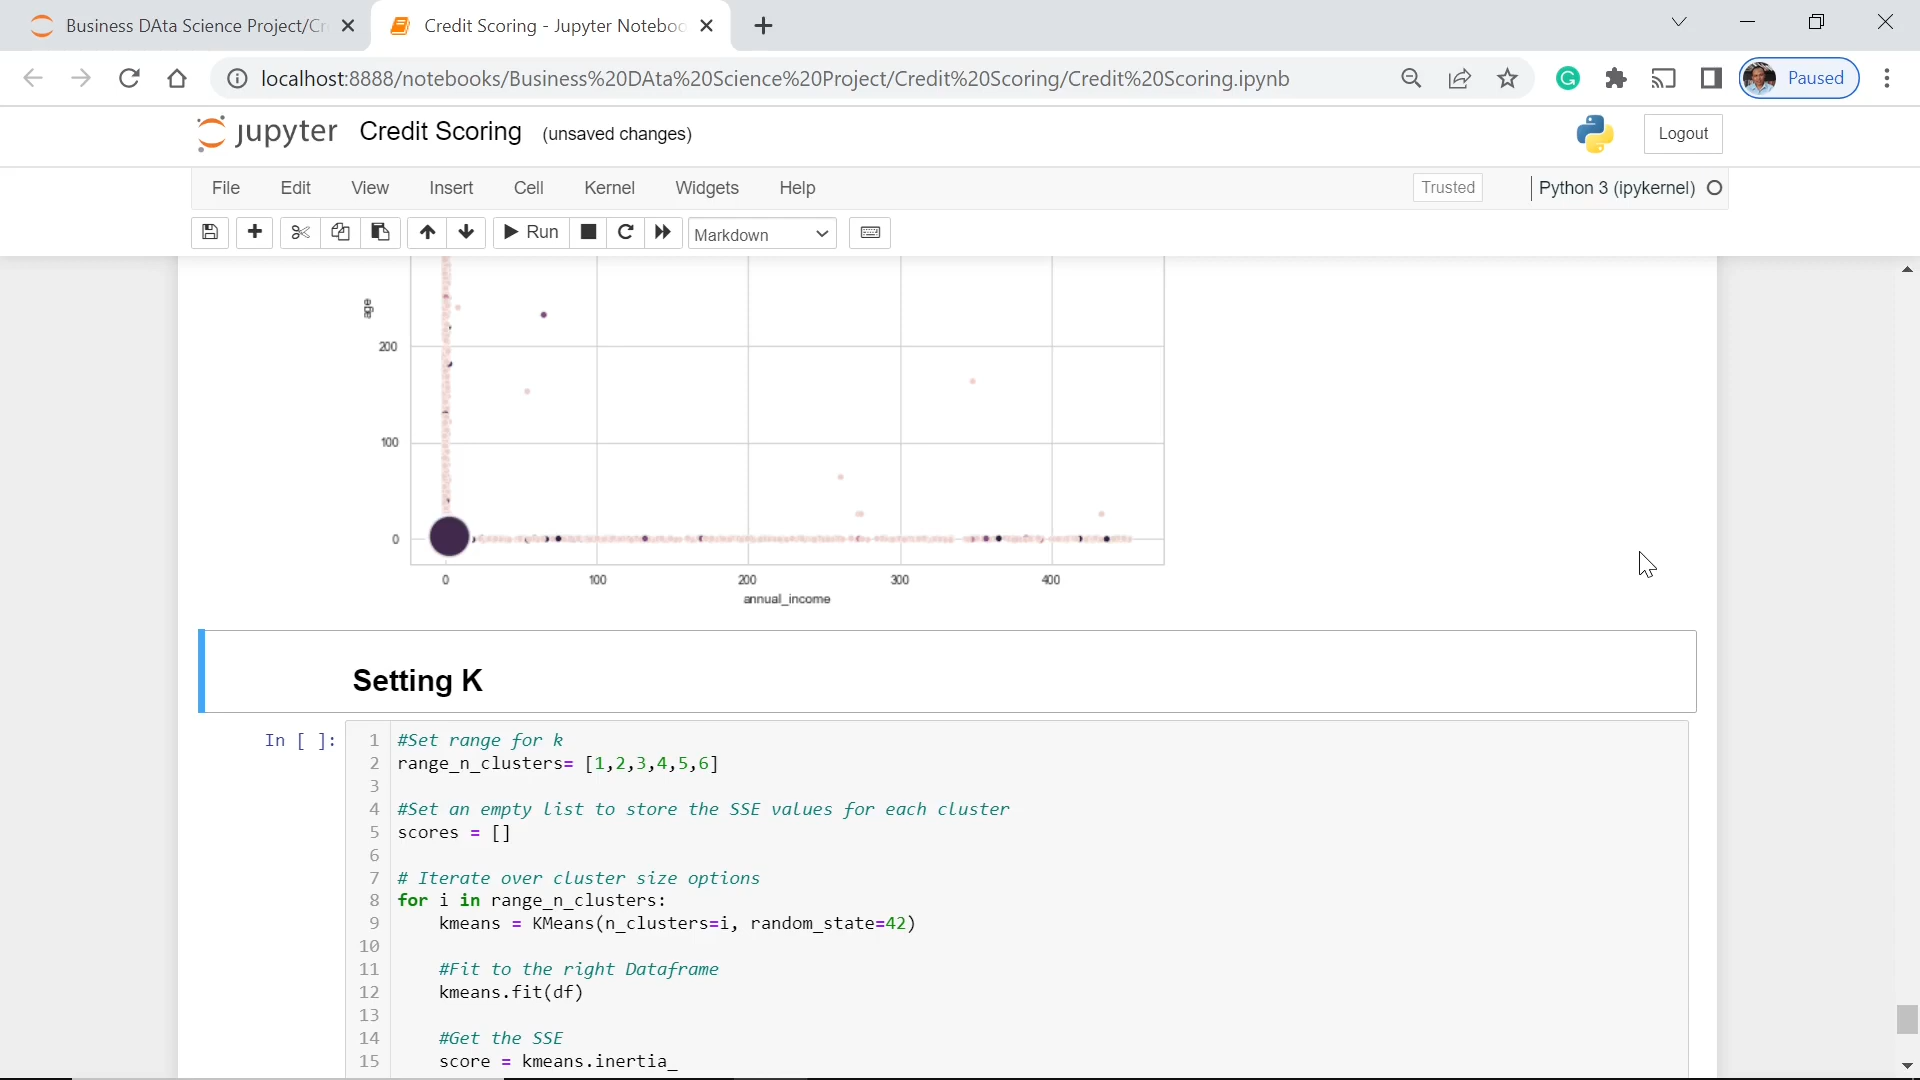 Business DAta Science Project/Cr
Credit Scoring - Jupyter Noteboo
localhost:8888/notebooks/Business%20DAta%20Science%20Project/Credit%20Scoring/Credit%20Scoring.ipynb
Paused
jupyter Credit Scoring (unsaved changes)
Logout
File Edit View Insert Cell Kernel Widgets Help
Trusted
Python 3 (ipykernel)
Run
Markdown
age
200
100
0
0 100 200 300 400
annual_income
Setting K
In [ ]:
1 #Set range for k
2 range_n_clusters= [1,2,3,4,5,6]
3
4 #Set an empty list to store the SSE values for each cluster
5 scores = []
6
7 # Iterate over cluster size options
8 for i in range_n_clusters:
9 kmeans = KMeans(n_clusters=i, random_state=42)
10
11 #Fit to the right Dataframe
12 kmeans.fit(df)
13
14 #Get the SSE
15 score = kmeans.inertia_